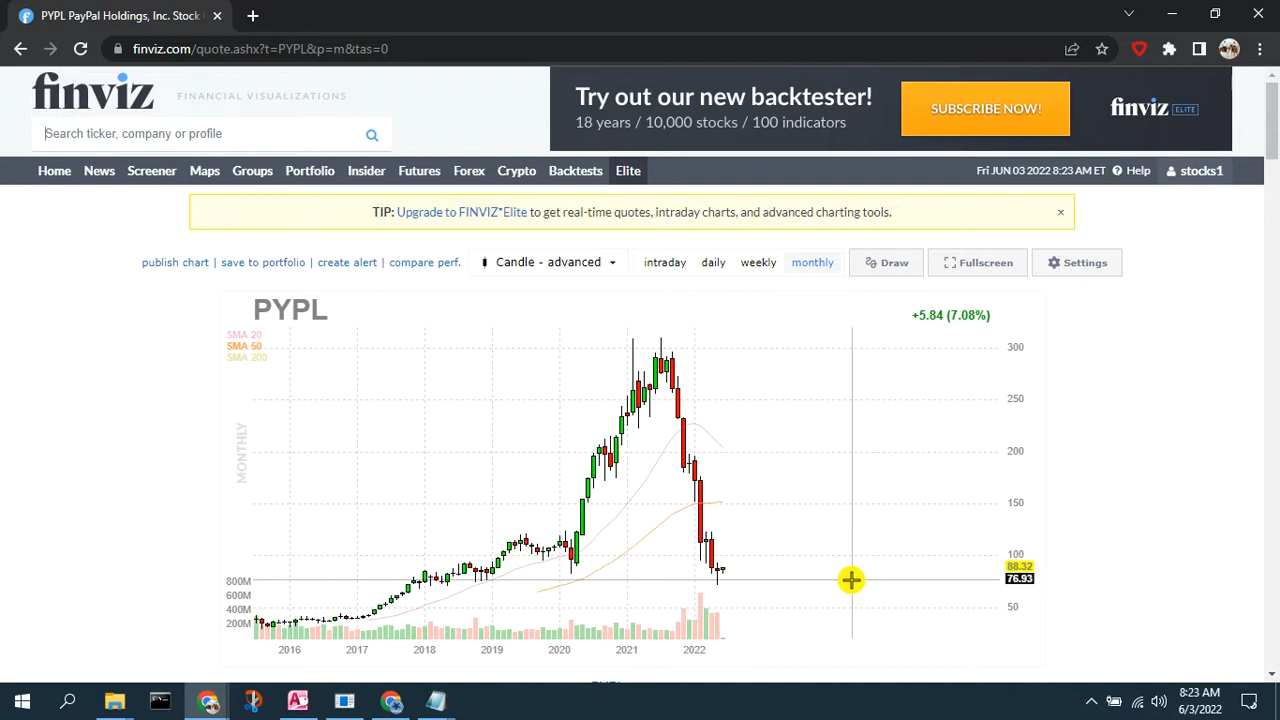 PYPL PayPal Holdings, Inc. Stock
finviz.com/quote.ashx?t=PYPL&p=m&tas=0
finviz
FINANCIAL VISUALIZATIONS
Search ticker, company or profile
Try out our new backtester!
18 years / 10,000 stocks / 100 indicators
SUBSCRIBE NOW!
finviz ELITE
Home News Screener Maps Groups Portfolio Insider Futures Forex Crypto Backtests Elite
Fri JUN 03 2022 8:23 AM ET Help stocks1
TIP: Upgrade to FINVIZ*Elite to get real-time quotes, intraday charts, and advanced charting tools. ×
publish chart | save to portfolio | create alert | compare perf.
Candle - advanced
intraday daily weekly monthly
Draw
Fullscreen
Settings
PYPL
+5.84 (7.08%)
SMA 20
SMA 50
SMA 200
MONTHLY
300
250
200
150
100
88.32
76.93
50
800M
600M
400M
200M
2016 2017 2018 2019 2020 2021 2022
8:23 AM
6/3/2022